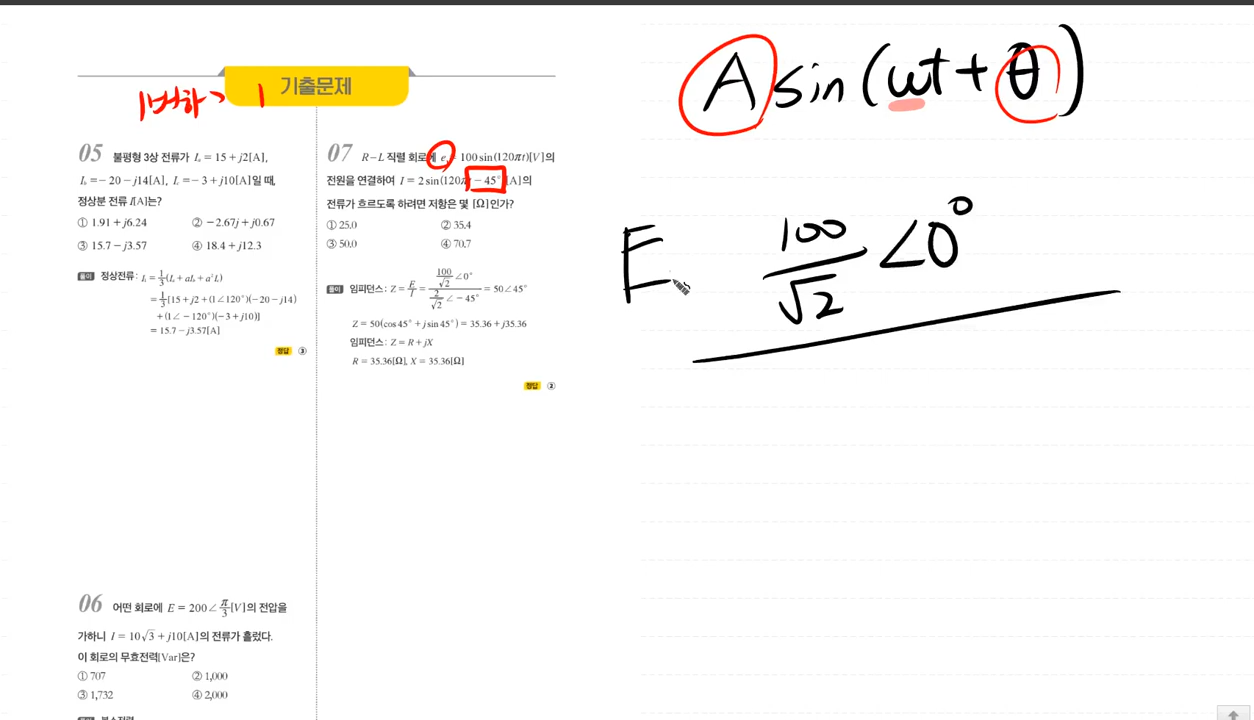 기출문제
1번하 1
05 불평형 3상 전류가 Iₐ = 15 + j2[A],
I_b = −20 − j14[A], I_c = −3 + j10[A]일 때,
정상분 전류 I[A]는?
① 1.91 + j6.24 ② −2.67j + j0.67
③ 15.7 − j3.57 ④ 18.4 + j12.3
풀이 정상전류: I₁ = 1/3(Iₐ + aI_b + a²I_c)
= 1/3[15 + j2 + (1∠120°)(−20 − j14)
+ (1∠ − 120°)(−3 + j10)]
= 15.7 − j3.57[A]
정답 ③
06 어떤 회로에 E = 200∠π/3[V]의 전압을
가하니 I = 10√3 + j10[A]의 전류가 흘렀다.
이 회로의 무효전력[Var]은?
① 707 ② 1,000
③ 1,732 ④ 2,000
07 R−L 직렬 회로에 e = 100 sin(120πt)[V]의
전원을 연결하여 I = 2 sin(120πt − 45°)[A]의
전류가 흐르도록 하려면 저항은 몇 [Ω]인가?
① 25.0 ② 35.4
③ 50.0 ④ 70.7
풀이 임피던스: Z = E/I = (100/√2 ∠0°)/(2/√2 ∠−45°) = 50∠45°
Z = 50(cos 45° + j sin 45°) = 35.36 + j35.36
임피던스: Z = R + jX
R = 35.36[Ω], X = 35.36[Ω]
정답 ②
A sin(ωt + θ)
E 100/√2 ∠0°